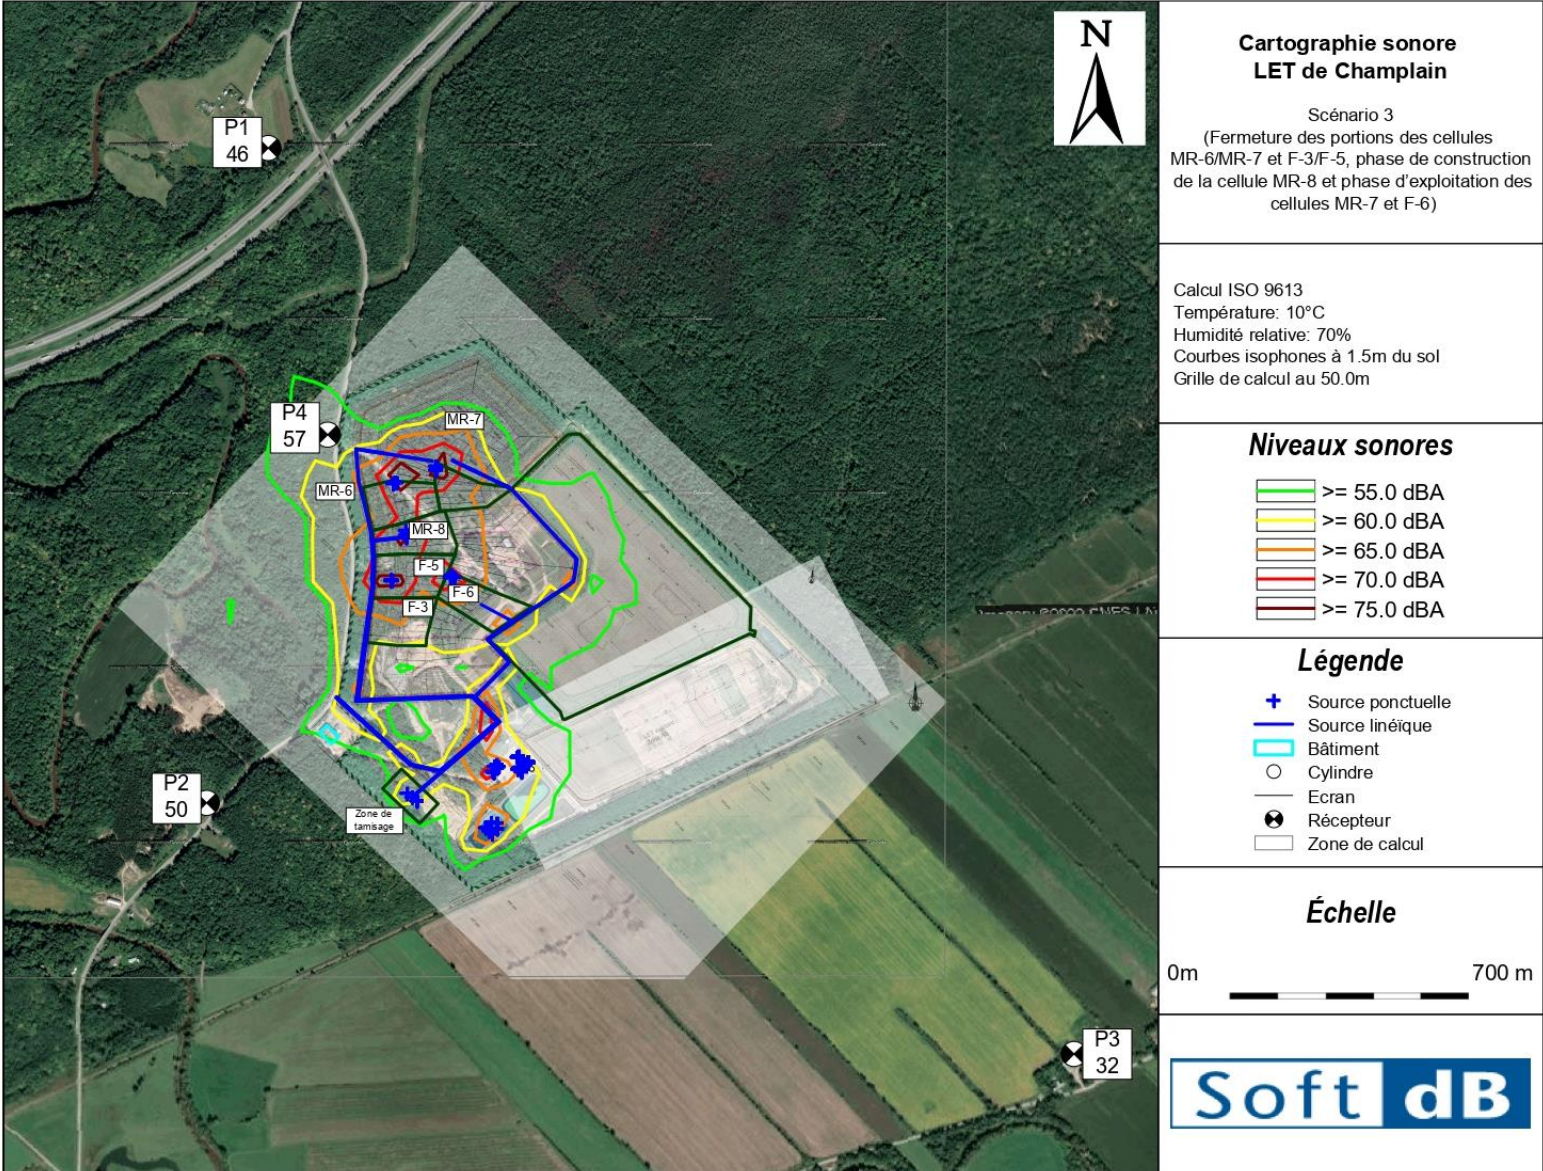 N
P1
46
P4
57
MR-7
MR-6
MR-8
F-5
F-6
F-3
P2
50
Zone de
tamisage
P3
32
Cartographie sonore
LET de Champlain
Scénario 3
(Fermeture des portions des cellules
MR-6/MR-7 et F-3/F-5, phase de construction
de la cellule MR-8 et phase d'exploitation des
cellules MR-7 et F-6)
Calcul ISO 9613
Température: 10°C
Humidité relative: 70%
Courbes isophones à 1.5m du sol
Grille de calcul au 50.0m
Niveaux sonores
>= 55.0 dBA
>= 60.0 dBA
>= 65.0 dBA
>= 70.0 dBA
>= 75.0 dBA
Légende
Source ponctuelle
Source linéïque
Bâtiment
Cylindre
Ecran
Récepteur
Zone de calcul
Échelle
0m 700 m
Soft dB